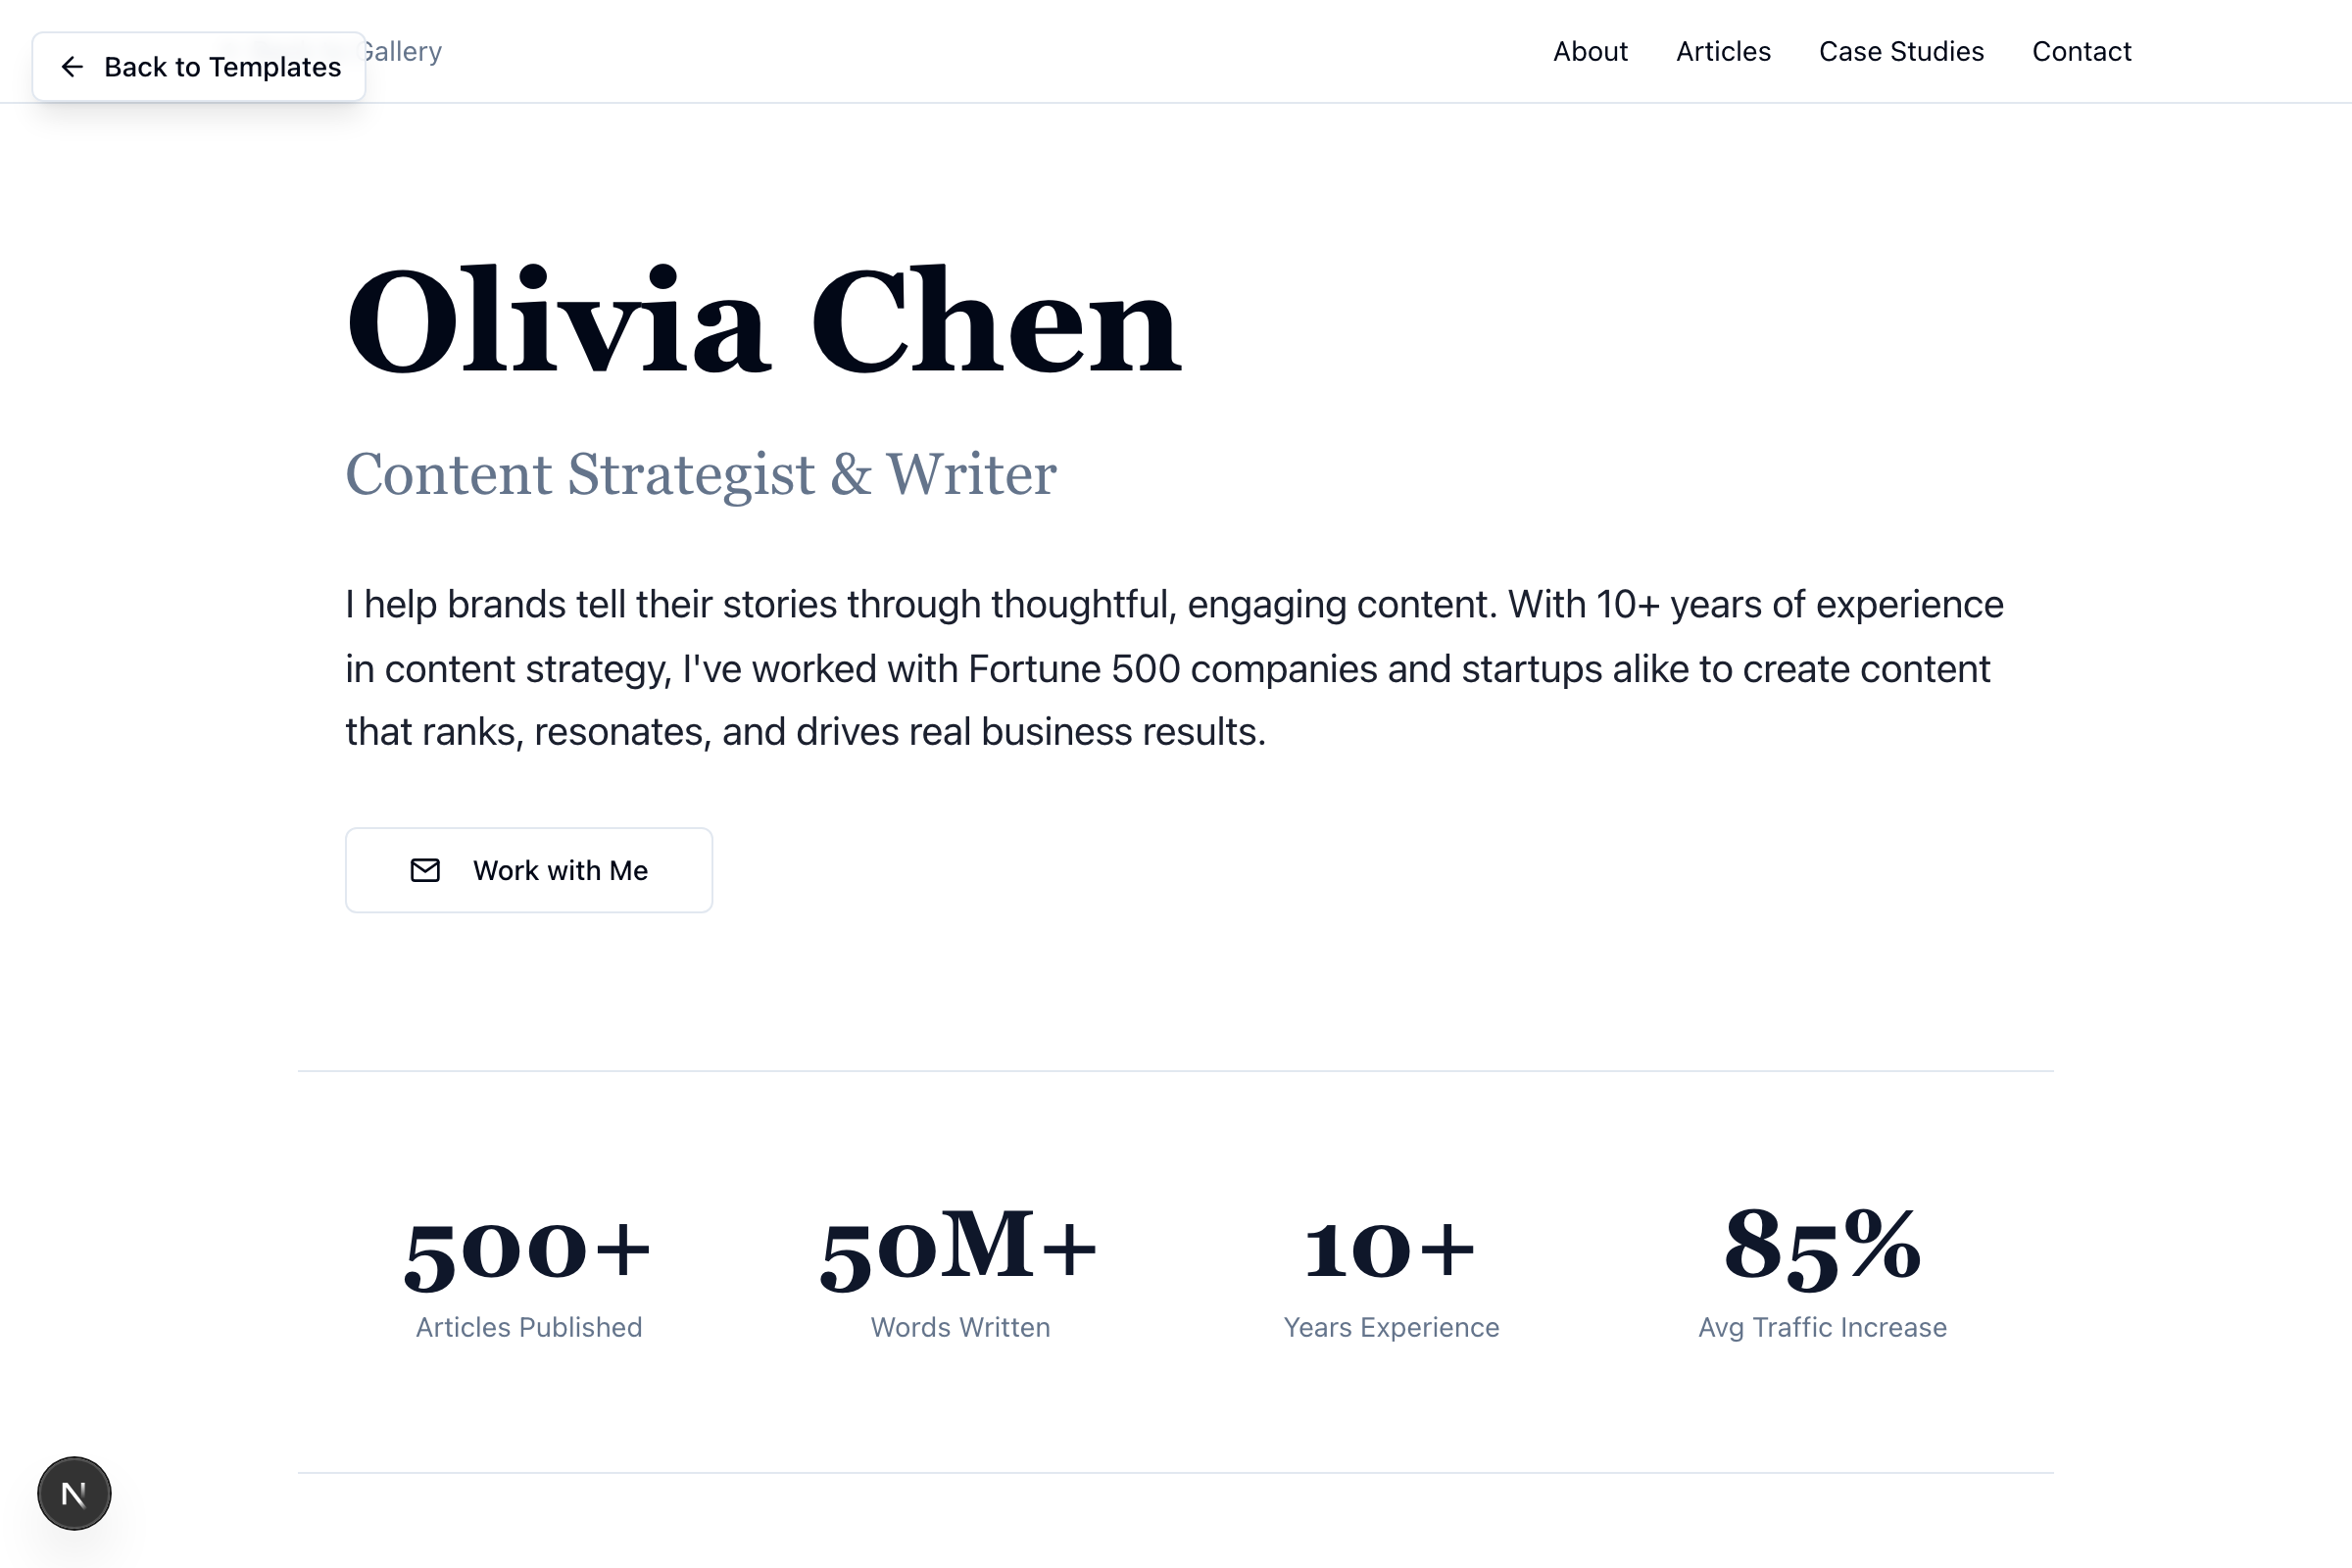 Back to Templates
Gallery
About
Articles
Case Studies
Contact
Olivia Chen
Content Strategist & Writer
I help brands tell their stories through thoughtful, engaging content. With 10+ years of experience
in content strategy, I've worked with Fortune 500 companies and startups alike to create content
that ranks, resonates, and drives real business results.
Work with Me
500+
Articles Published
50M+
Words Written
10+
Years Experience
85%
Avg Traffic Increase
N